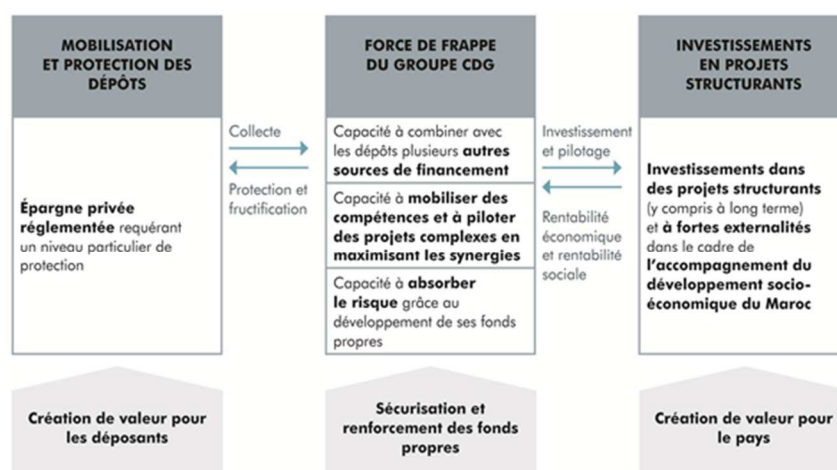 MOBILISATION
ET PROTECTION DES
DÉPÔTS
Épargne privée
réglementée requérant
un niveau particulier de
protection
Création de valeur pour
les déposants
Collecte
Protection et
fructification
FORCE DE FRAPPE
DU GROUPE CDG
Capacité à combiner avec
les dépôts plusieurs autres
sources de financement
Capacité à mobiliser des
compétences et à piloter
des projets complexes en
maximisant les synergies
Capacité à absorber
le risque grâce au
développement de ses fonds
propres
Sécurisation et
renforcement des fonds
propres
Investissement
et pilotage
Rentabilité
économique
et rentabilité
sociale
INVESTISSEMENTS
EN PROJETS
STRUCTURANTS
Investissements dans
des projets structurants
(y compris à long terme)
et à fortes externalités
dans le cadre de
l'accompagnement du
développement socio-
économique du Maroc
Création de valeur pour
le pays